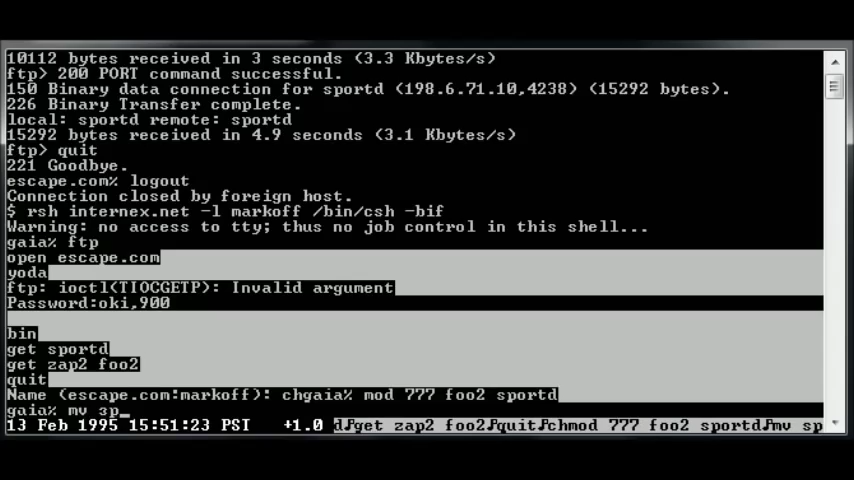 10112 bytes received in 3 seconds (3.3 Kbytes/s)
ftp> 200 PORT command successful.
150 Binary data connection for sportd (198.6.71.10,4238) (15292 bytes).
226 Binary Transfer complete.
local: sportd remote: sportd
15292 bytes received in 4.9 seconds (3.1 Kbytes/s)
ftp> quit
221 Goodbye.
escape.com% logout
Connection closed by foreign host.
$ rsh internex.net -l markoff /bin/csh -bif
Warning: no access to tty; thus no job control in this shell...
gaia% ftp
open escape.com
yoda
ftp: ioctl(TIOCGETP): Invalid argument
Password:oki,900
bin
get sportd
get zap2 foo2
quit
Name (escape.com:markoff): chgaia% mod 777 foo2 sportd
gaia% mv sp_
13 Feb 1995 15:51:23 PST +1.0 d♪get zap2 foo2♪quit♪chmod 777 foo2 sportd♪mv sp